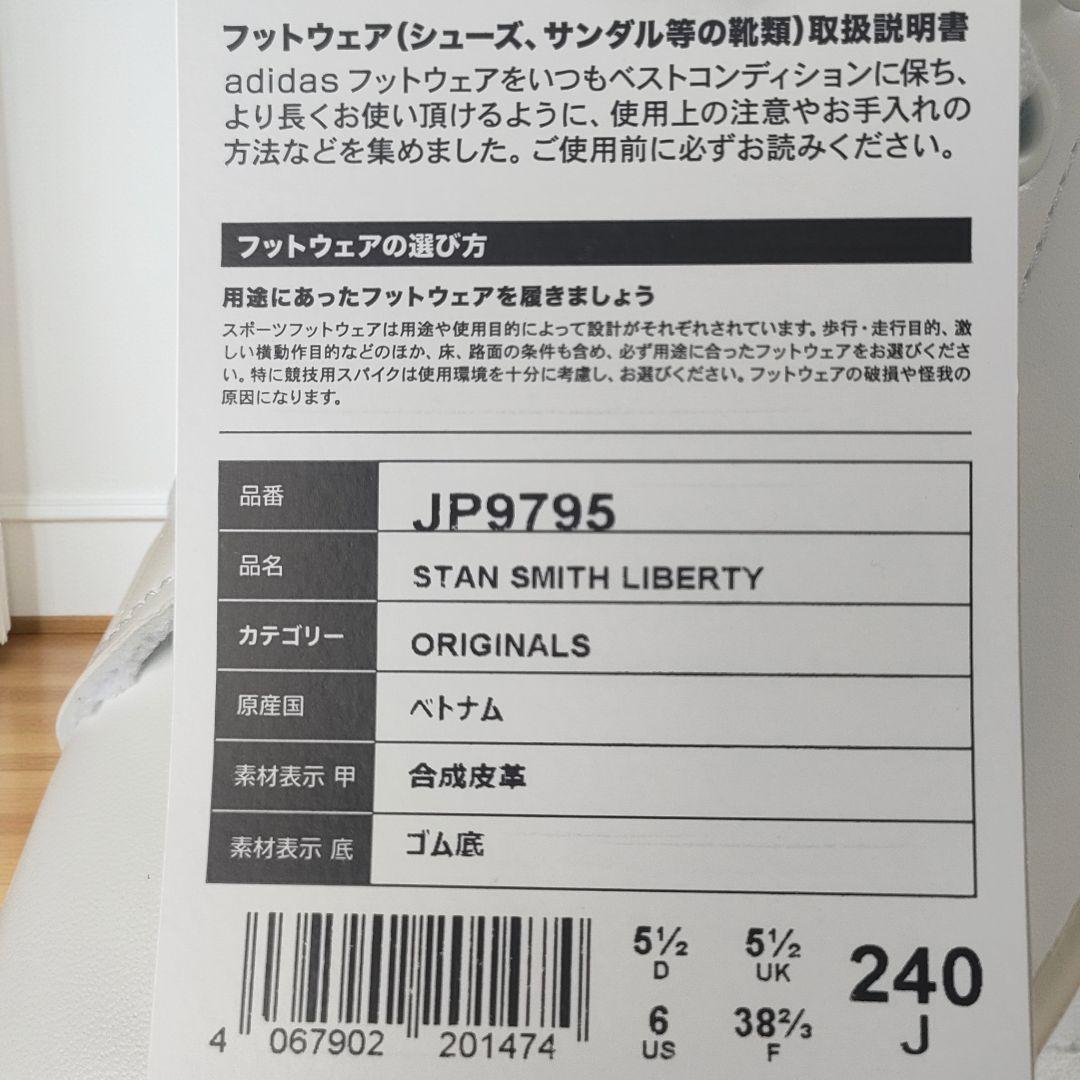 フットウェア(シューズ、サンダル等の靴類)取扱説明書
adidas フットウェアをいつもベストコンディションに保ち、
より長くお使い頂けるように、使用上の注意やお手入れの
方法などを集めました。ご使用前に必ずお読みください。
フットウェアの選び方
用途にあったフットウェアを履きましょう
スポーツフットウェアは用途や使用目的によって設計がそれぞれされています。歩行・走行目的、激
しい横動作目的などのほか、床、路面の条件も含め、必ず用途に合ったフットウェアをお選びくださ
い。特に競技用スパイクは使用環境を十分に考慮し、お選びください。フットウェアの破損や怪我の
原因になります。
品番 JP9795
品名 STAN SMITH LIBERTY
カテゴリー ORIGINALS
原産国 ベトナム
素材表示 甲 合成皮革
素材表示 底 ゴム底
5½ 5½ 240
D UK
6 38⅔ J
US F
4 067902 201474